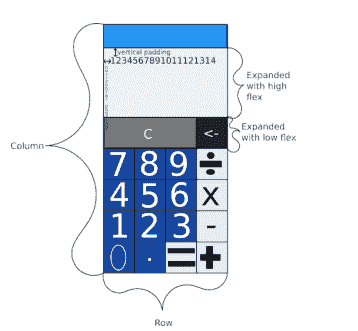 vertical padding
1234567891011121314
Expanded
with high
flex
Expanded
with low flex
C
<-
Column
7 8 9 ÷
4 5 6 x
1 2 3 -
0 . = +
Row